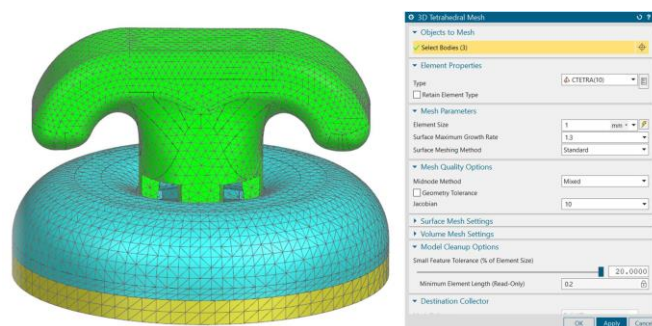 3D Tetrahedral Mesh
Objects to Mesh
Select Bodies (3)
Element Properties
Type
CTETRA(10)
Retain Element Type
Mesh Parameters
Element Size
1 mm
Surface Maximum Growth Rate
1.3
Surface Meshing Method
Standard
Mesh Quality Options
Midnode Method
Mixed
Geometry Tolerance
Jacobian
10
Surface Mesh Settings
Volume Mesh Settings
Model Cleanup Options
Small Feature Tolerance (% of Element Size)
20.0000
Minimum Element Length (Read-Only)
0.2
Destination Collector
OK Apply Cance